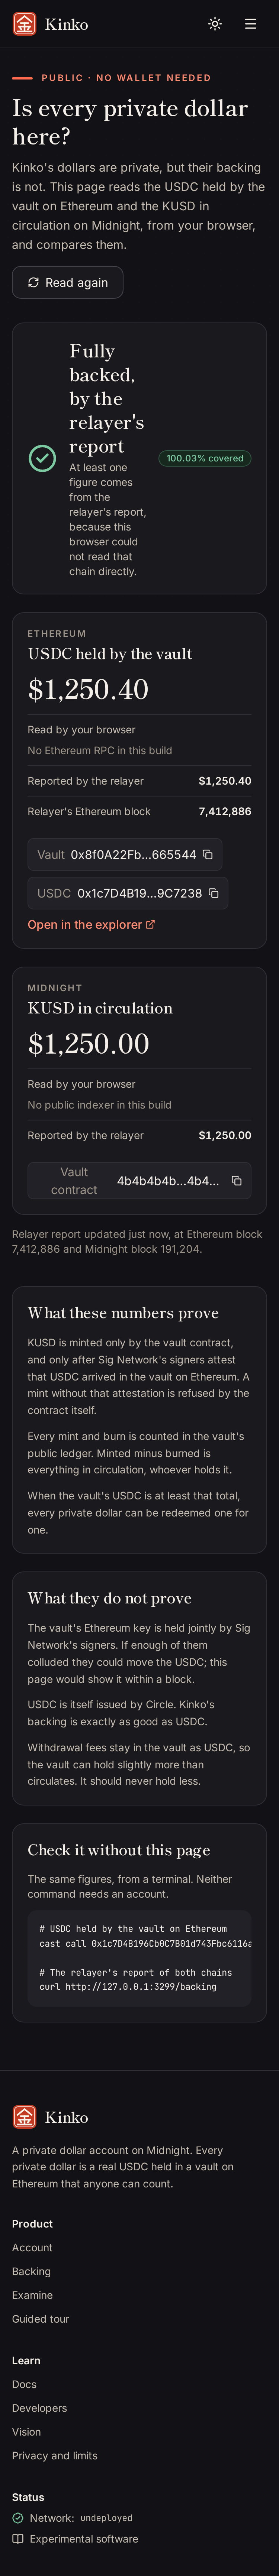 金 Kinko
PUBLIC · NO WALLET NEEDED
Is every private dollar
here?
Kinko's dollars are private, but their backing
is not. This page reads the USDC held by the
vault on Ethereum and the KUSD in
circulation on Midnight, from your browser,
and compares them.
Read again
Fully
backed,
by the
relayer's
report
At least one
figure comes
from the
relayer's report,
because this
browser could
not read that
chain directly.
100.03% covered
ETHEREUM
USDC held by the vault
$1,250.40
Read by your browser
No Ethereum RPC in this build
Reported by the relayer $1,250.40
Relayer's Ethereum block 7,412,886
Vault 0x8f0A22Fb…665544
USDC 0x1c7D4B19…9C7238
Open in the explorer
MIDNIGHT
KUSD in circulation
$1,250.00
Read by your browser
No public indexer in this build
Reported by the relayer $1,250.00
Vault
contract
4b4b4b4b…4b4…
Relayer report updated just now, at Ethereum block
7,412,886 and Midnight block 191,204.
What these numbers prove
KUSD is minted only by the vault contract,
and only after Sig Network's signers attest
that USDC arrived in the vault on Ethereum. A
mint without that attestation is refused by the
contract itself.
Every mint and burn is counted in the vault's
public ledger. Minted minus burned is
everything in circulation, whoever holds it.
When the vault's USDC is at least that total,
every private dollar can be redeemed one for
one.
What they do not prove
The vault's Ethereum key is held jointly by Sig
Network's signers. If enough of them
colluded they could move the USDC; this
page would show it within a block.
USDC is itself issued by Circle. Kinko's
backing is exactly as good as USDC.
Withdrawal fees stay in the vault as USDC, so
the vault can hold slightly more than
circulates. It should never hold less.
Check it without this page
The same figures, from a terminal. Neither
command needs an account.
# USDC held by the vault on Ethereum
cast call 0x1c7D4B196Cb0C7B01d743Fbc6116a
# The relayer's report of both chains
curl http://127.0.0.1:3299/backing
金 Kinko
A private dollar account on Midnight. Every
private dollar is a real USDC held in a vault on
Ethereum that anyone can count.
Product
Account
Backing
Examine
Guided tour
Learn
Docs
Developers
Vision
Privacy and limits
Status
Network: undeployed
Experimental software